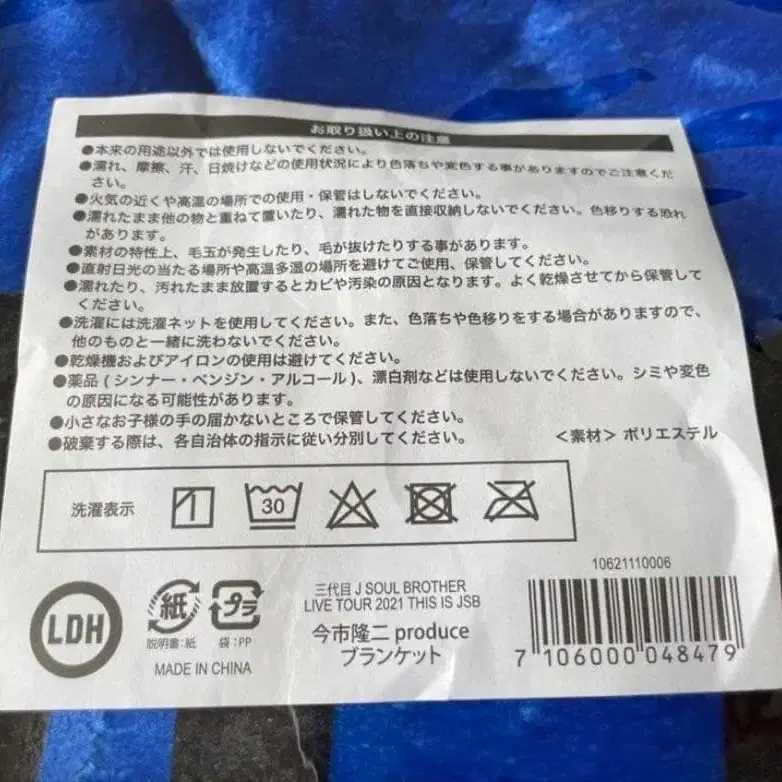 お取り扱い上の注意
●本来の用途以外では使用しないでください。
●濡れ、摩擦、汗、日焼けなどの使用状況により色落ちや変色する事がありますのでご注意くだ
さい。
●火気の近くや高温の場所での使用・保管はしないでください。
●濡れたまま他の物と重ねて置いたり、濡れた物を直接収納しないでください。色移りする恐れ
があります。
●素材の特性上、毛玉が発生したり、毛が抜けたりする事があります。
●直射日光の当たる場所や高温多湿の場所を避けてご使用、保管してください。
●濡れたり、汚れたまま放置するとカビや汚染の原因となります。よく乾燥させてから保管して
ください。
●洗濯には洗濯ネットを使用してください。また、色落ちや色移りをする場合がありますので、
他のものと一緒に洗わないでください。
●乾燥機およびアイロンの使用は避けてください。
●薬品 (シンナー・ベンジン・アルコール)、漂白剤などは使用しないでください。シミや変色
の原因になる可能性があります。
●小さなお子様の手の届かないところで保管してください。
●破棄する際は、各自治体の指示に従い分別してください。
＜素材＞ ポリエステル
洗濯表示
30
LDH
紙
説明書:紙
プラ
袋:PP
MADE IN CHINA
三代目 J SOUL BROTHER
LIVE TOUR 2021 THIS IS JSB
今市隆二 produce
ブランケット
10621110006
7 106000 048479